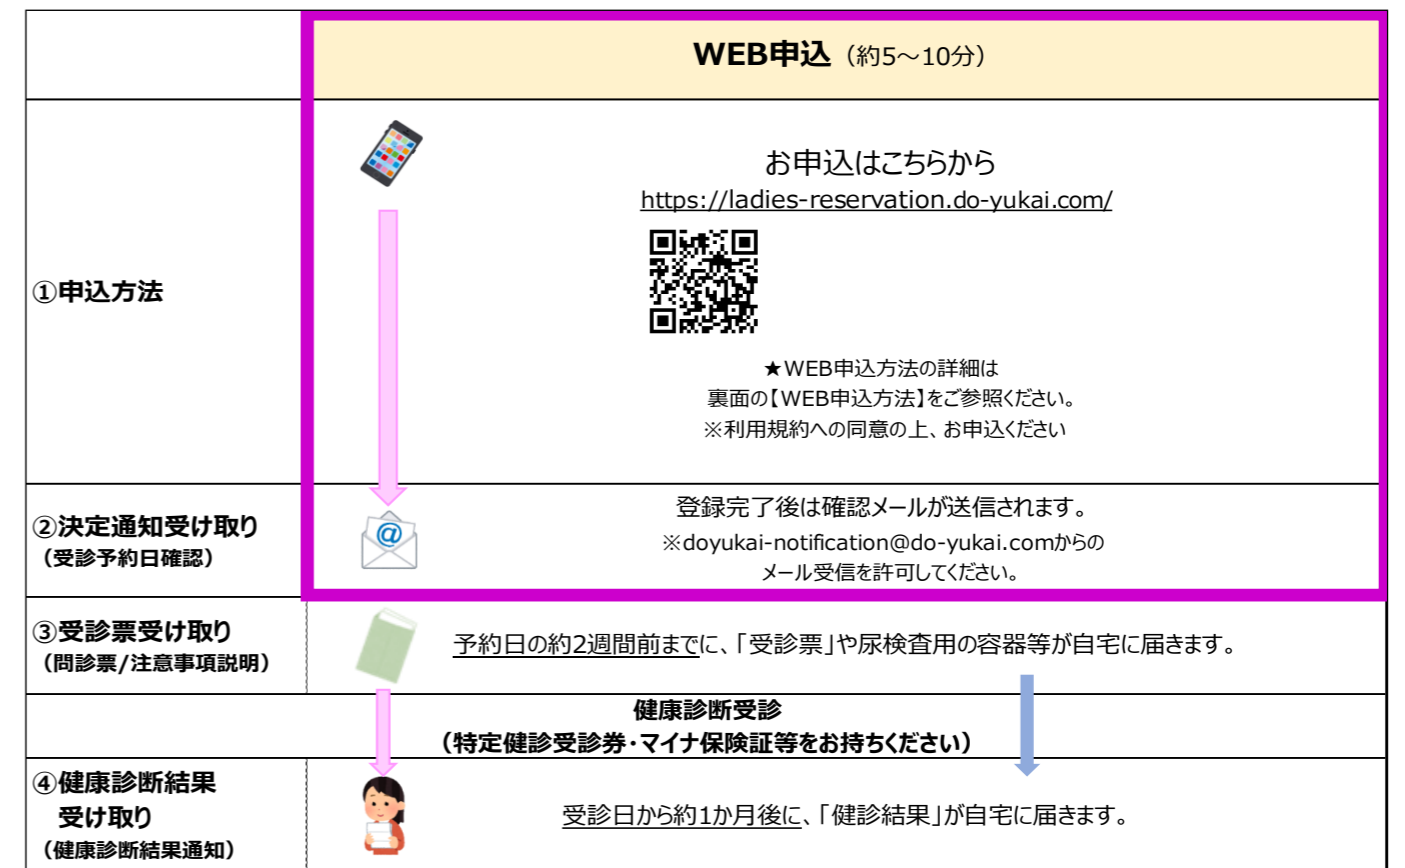 WEB申込（約5～10分）
①申込方法
お申込はこちらから
https://ladies-reservation.do-yukai.com/
★WEB申込方法の詳細は
裏面の【WEB申込方法】をご参照ください。
※利用規約への同意の上、お申込ください
②決定通知受け取り
（受診予約日確認）
登録完了後は確認メールが送信されます。
※doyukai-notification@do-yukai.comからの
メール受信を許可してください。
③受診票受け取り
（問診票/注意事項説明）
予約日の約2週間前までに、「受診票」や尿検査用の容器等が自宅に届きます。
健康診断受診
（特定健診受診券・マイナ保険証等をお持ちください）
④健康診断結果
受け取り
（健康診断結果通知）
受診日から約1か月後に、「健診結果」が自宅に届きます。